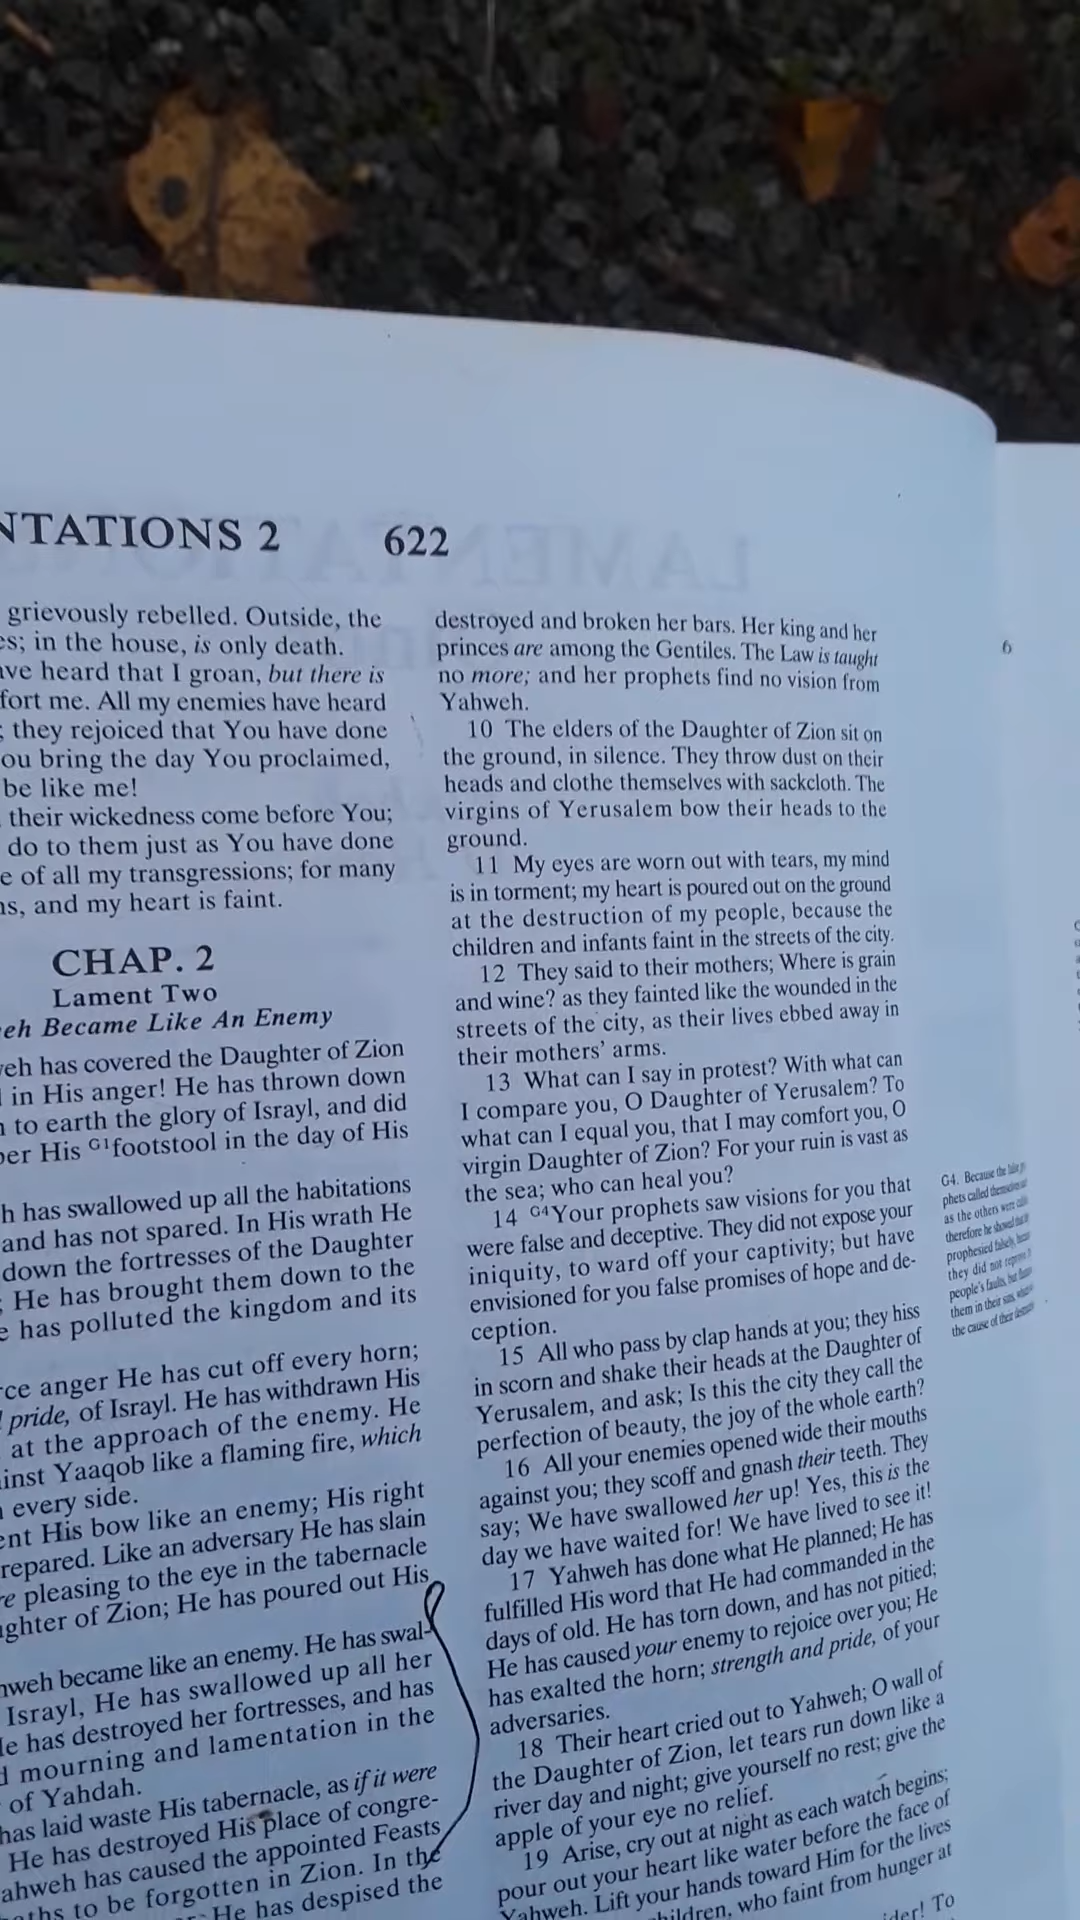 NTATIONS 2 622
grievously rebelled. Outside, the
es; in the house, is only death.
ave heard that I groan, but there is
fort me. All my enemies have heard
; they rejoiced that You have done
ou bring the day You proclaimed,
be like me!
their wickedness come before You;
do to them just as You have done
e of all my transgressions; for many
ns, and my heart is faint.
CHAP. 2
Lament Two
eh Became Like An Enemy
eh has covered the Daughter of Zion
in His anger! He has thrown down
to earth the glory of Israyl, and did
ber His G1footstool in the day of His
h has swallowed up all the habitations
and has not spared. In His wrath He
down the fortresses of the Daughter
; He has brought them down to the
e has polluted the kingdom and its
rce anger He has cut off every horn;
pride, of Israyl. He has withdrawn His
at the approach of the enemy. He
inst Yaaqob like a flaming fire, which
every side.
ent His bow like an enemy; His right
repared. Like an adversary He has slain
re pleasing to the eye in the tabernacle
ghter of Zion; He has poured out His
hweh became like an enemy. He has swal-
Israyl, He has swallowed up all her
He has destroyed her fortresses, and has
d mourning and lamentation in the
of Yahdah.
has laid waste His tabernacle, as if it were
He has destroyed His place of congre-
ahweh has caused the appointed Feasts
aths to be forgotten in Zion. In the
He has despised the
destroyed and broken her bars. Her king and her
princes are among the Gentiles. The Law is taught
no more; and her prophets find no vision from
Yahweh.
10 The elders of the Daughter of Zion sit on
the ground, in silence. They throw dust on their
heads and clothe themselves with sackcloth. The
virgins of Yerusalem bow their heads to the
ground.
11 My eyes are worn out with tears, my mind
is in torment; my heart is poured out on the ground
at the destruction of my people, because the
children and infants faint in the streets of the city.
12 They said to their mothers; Where is grain
and wine? as they fainted like the wounded in the
streets of the city, as their lives ebbed away in
their mothers' arms.
13 What can I say in protest? With what can
I compare you, O Daughter of Yerusalem? To
what can I equal you, that I may comfort you, O
virgin Daughter of Zion? For your ruin is vast as
the sea; who can heal you?
14 G4Your prophets saw visions for you that
were false and deceptive. They did not expose your
iniquity, to ward off your captivity; but have
envisioned for you false promises of hope and de-
ception.
15 All who pass by clap hands at you; they hiss
in scorn and shake their heads at the Daughter of
Yerusalem, and ask; Is this the city they call the
perfection of beauty, the joy of the whole earth?
16 All your enemies opened wide their mouths
against you; they scoff and gnash their teeth. They
say; We have swallowed her up! Yes, this is the
day we have waited for! We have lived to see it!
17 Yahweh has done what He planned; He has
fulfilled His word that He had commanded in the
days of old. He has torn down, and has not pitied;
He has caused your enemy to rejoice over you; He
has exalted the horn; strength and pride, of your
adversaries.
18 Their heart cried out to Yahweh; O wall of
the Daughter of Zion, let tears run down like a
river day and night; give yourself no rest; give the
apple of your eye no relief.
19 Arise, cry out at night as each watch begins;
pour out your heart like water before the face of
Yahweh. Lift your hands toward Him for the lives
children, who faint from hunger at
der! To
G4. Because the
phets called
as the others were
therefore he showed
prophesied falsely,
they did not
people's faults, but
them in their sins,
the cause of their
6